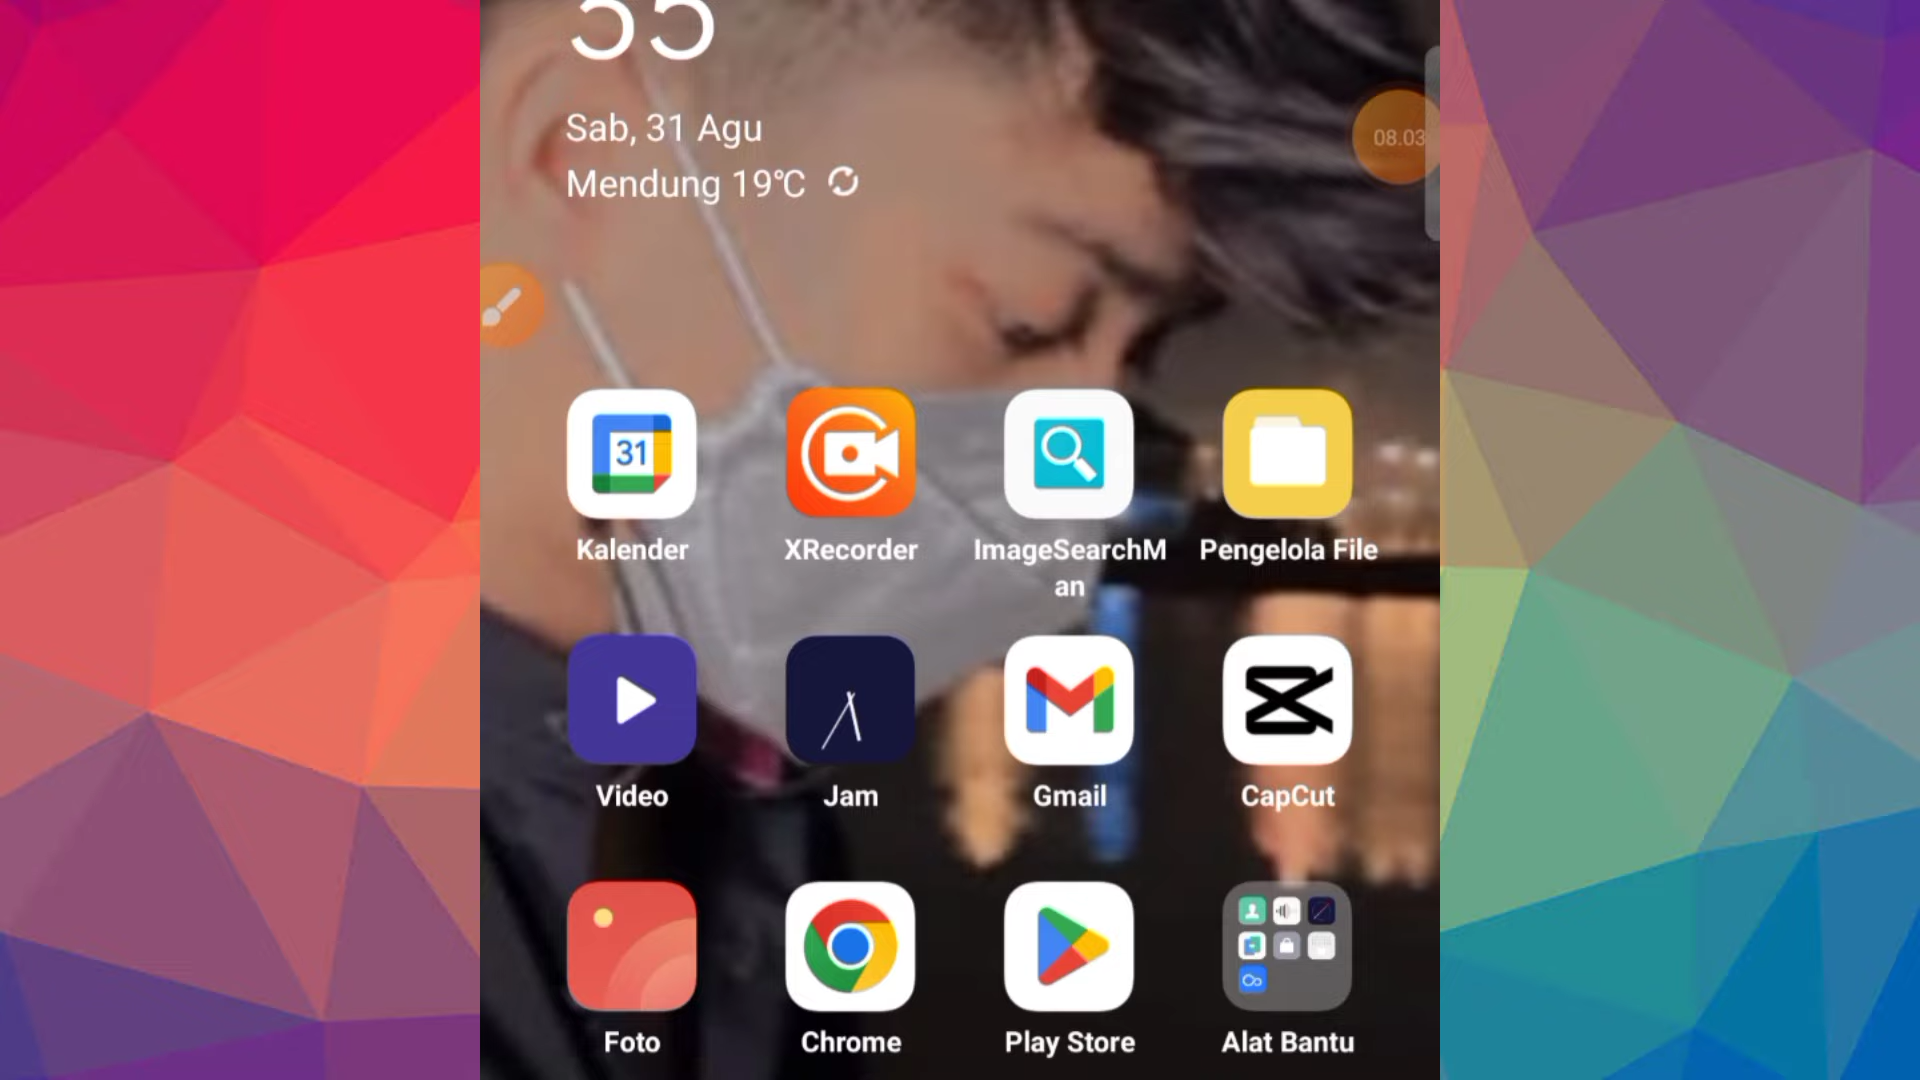 55
Sab, 31 Agu
Mendung 19℃
08.03
31
Kalender
XRecorder
ImageSearchM
an
Pengelola File
Video
Jam
Gmail
CapCut
Foto
Chrome
Play Store
Alat Bantu